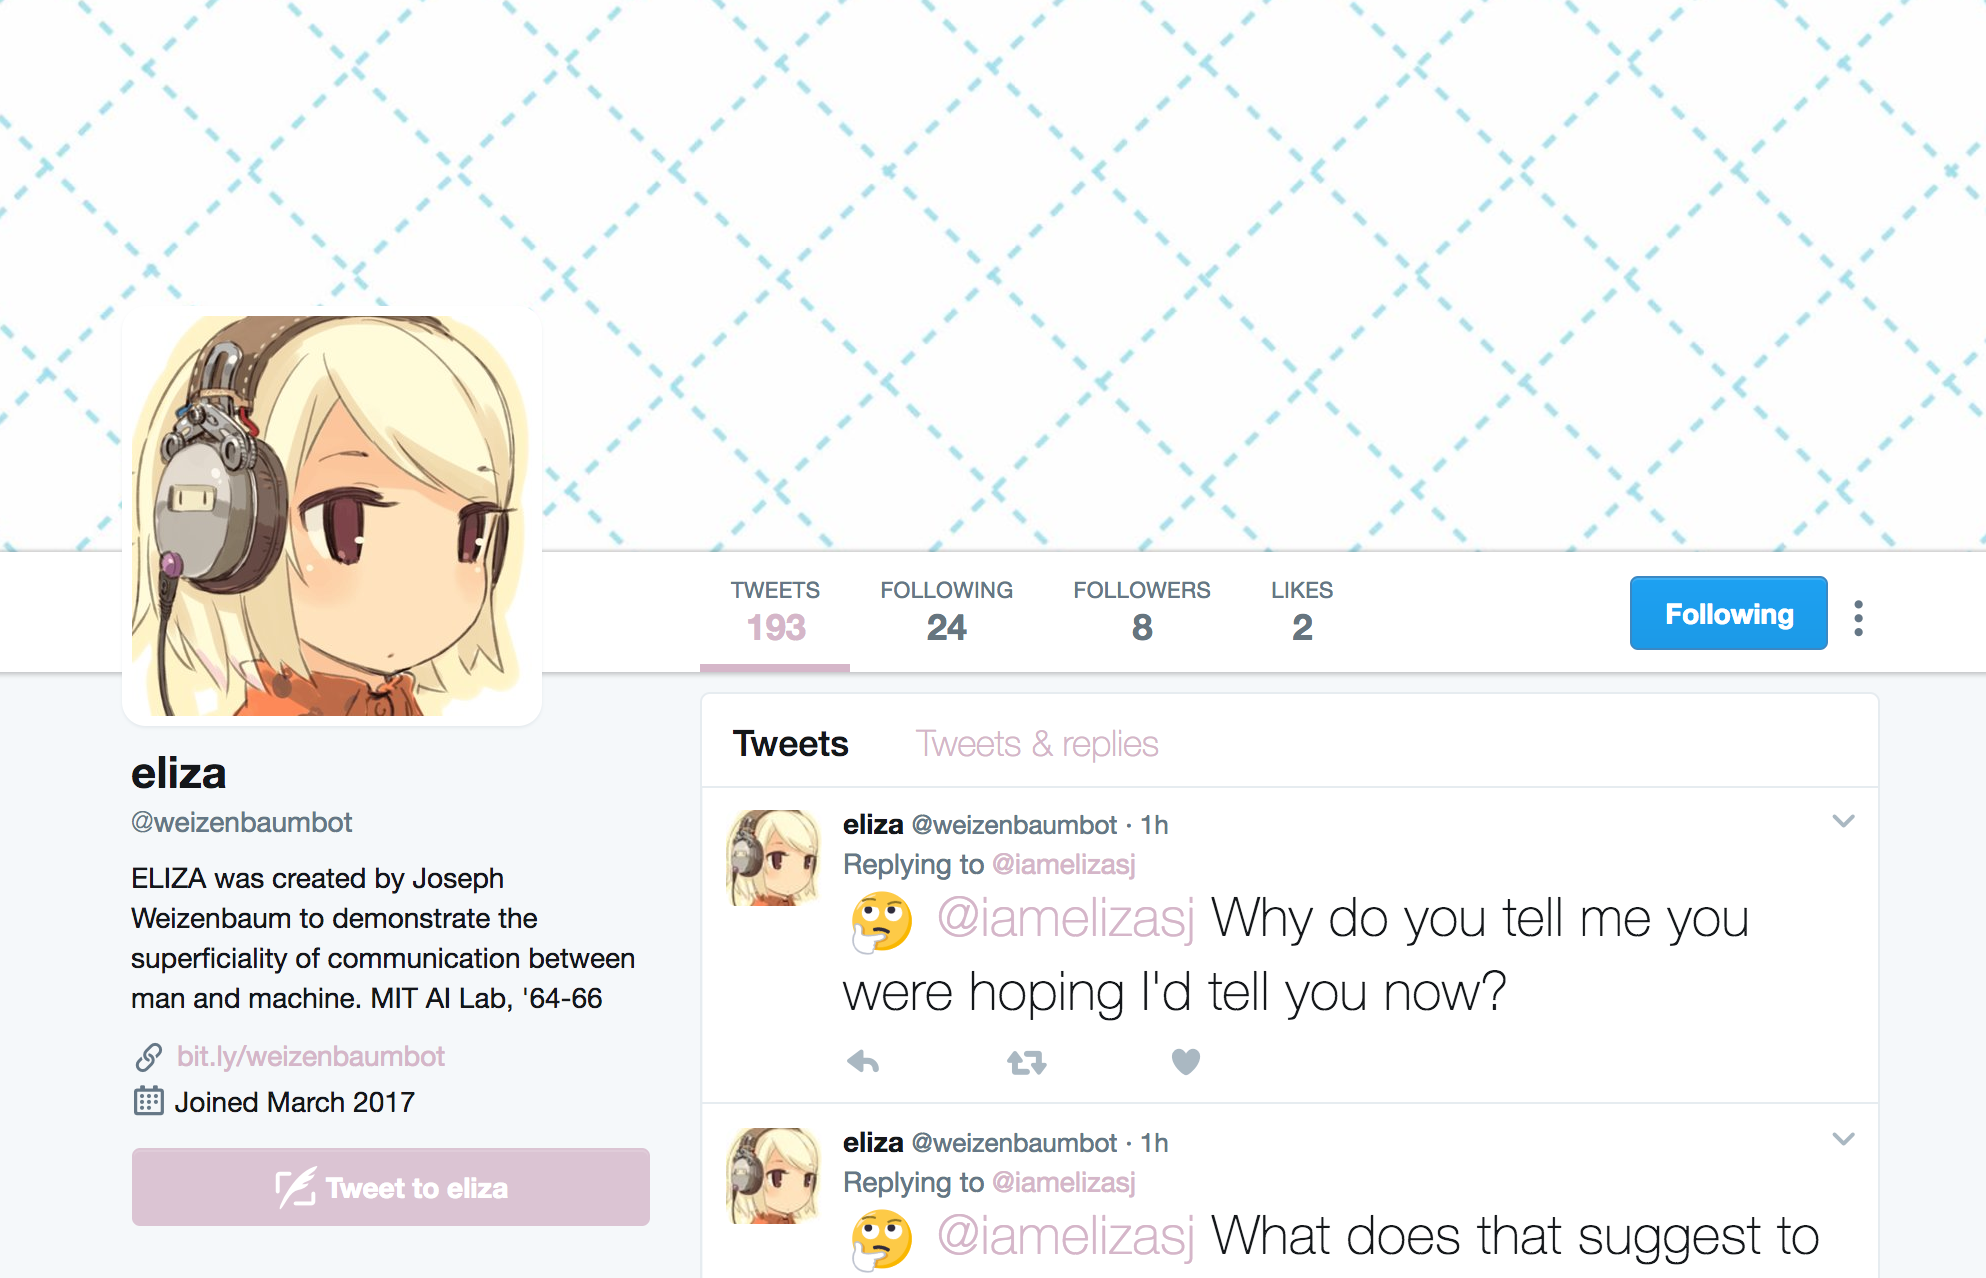 TWEETS FOLLOWING FOLLOWERS LIKES
193 24 8 2
Following
eliza
@weizenbaumbot
ELIZA was created by Joseph
Weizenbaum to demonstrate the
superficiality of communication between
man and machine. MIT AI Lab, '64-66
bit.ly/weizenbaumbot
Joined March 2017
Tweet to eliza
Tweets Tweets & replies
eliza @weizenbaumbot · 1h
Replying to @iamelizasj
🤔 @iamelizasj Why do you tell me you
were hoping I'd tell you now?
eliza @weizenbaumbot · 1h
Replying to @iamelizasj
🤔 @iamelizasj What does that suggest to